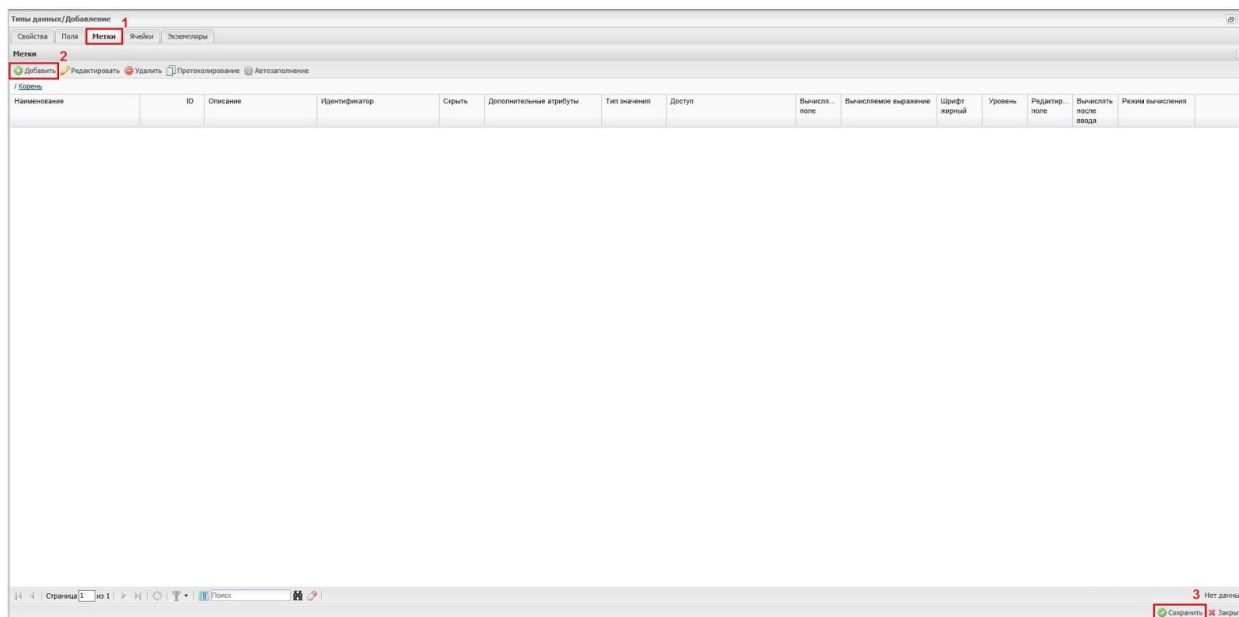 Типы данных/Добавление
1
Свойства Поля Метки Ячейки Экземпляры
Метки
2
Добавить Редактировать Удалить Протоколирование Автозаполнение
/ Корень
Наименование ID Описание Идентификатор Скрыть Дополнительные атрибуты Тип значения Доступ Вычисля... поле Вычисляемое выражение Шрифт жирный Уровень Редактир... поле Вычислять после ввода Режим вычисления
Страница 1 из 1 Поиск
3
Нет данны
Сохранить Закры